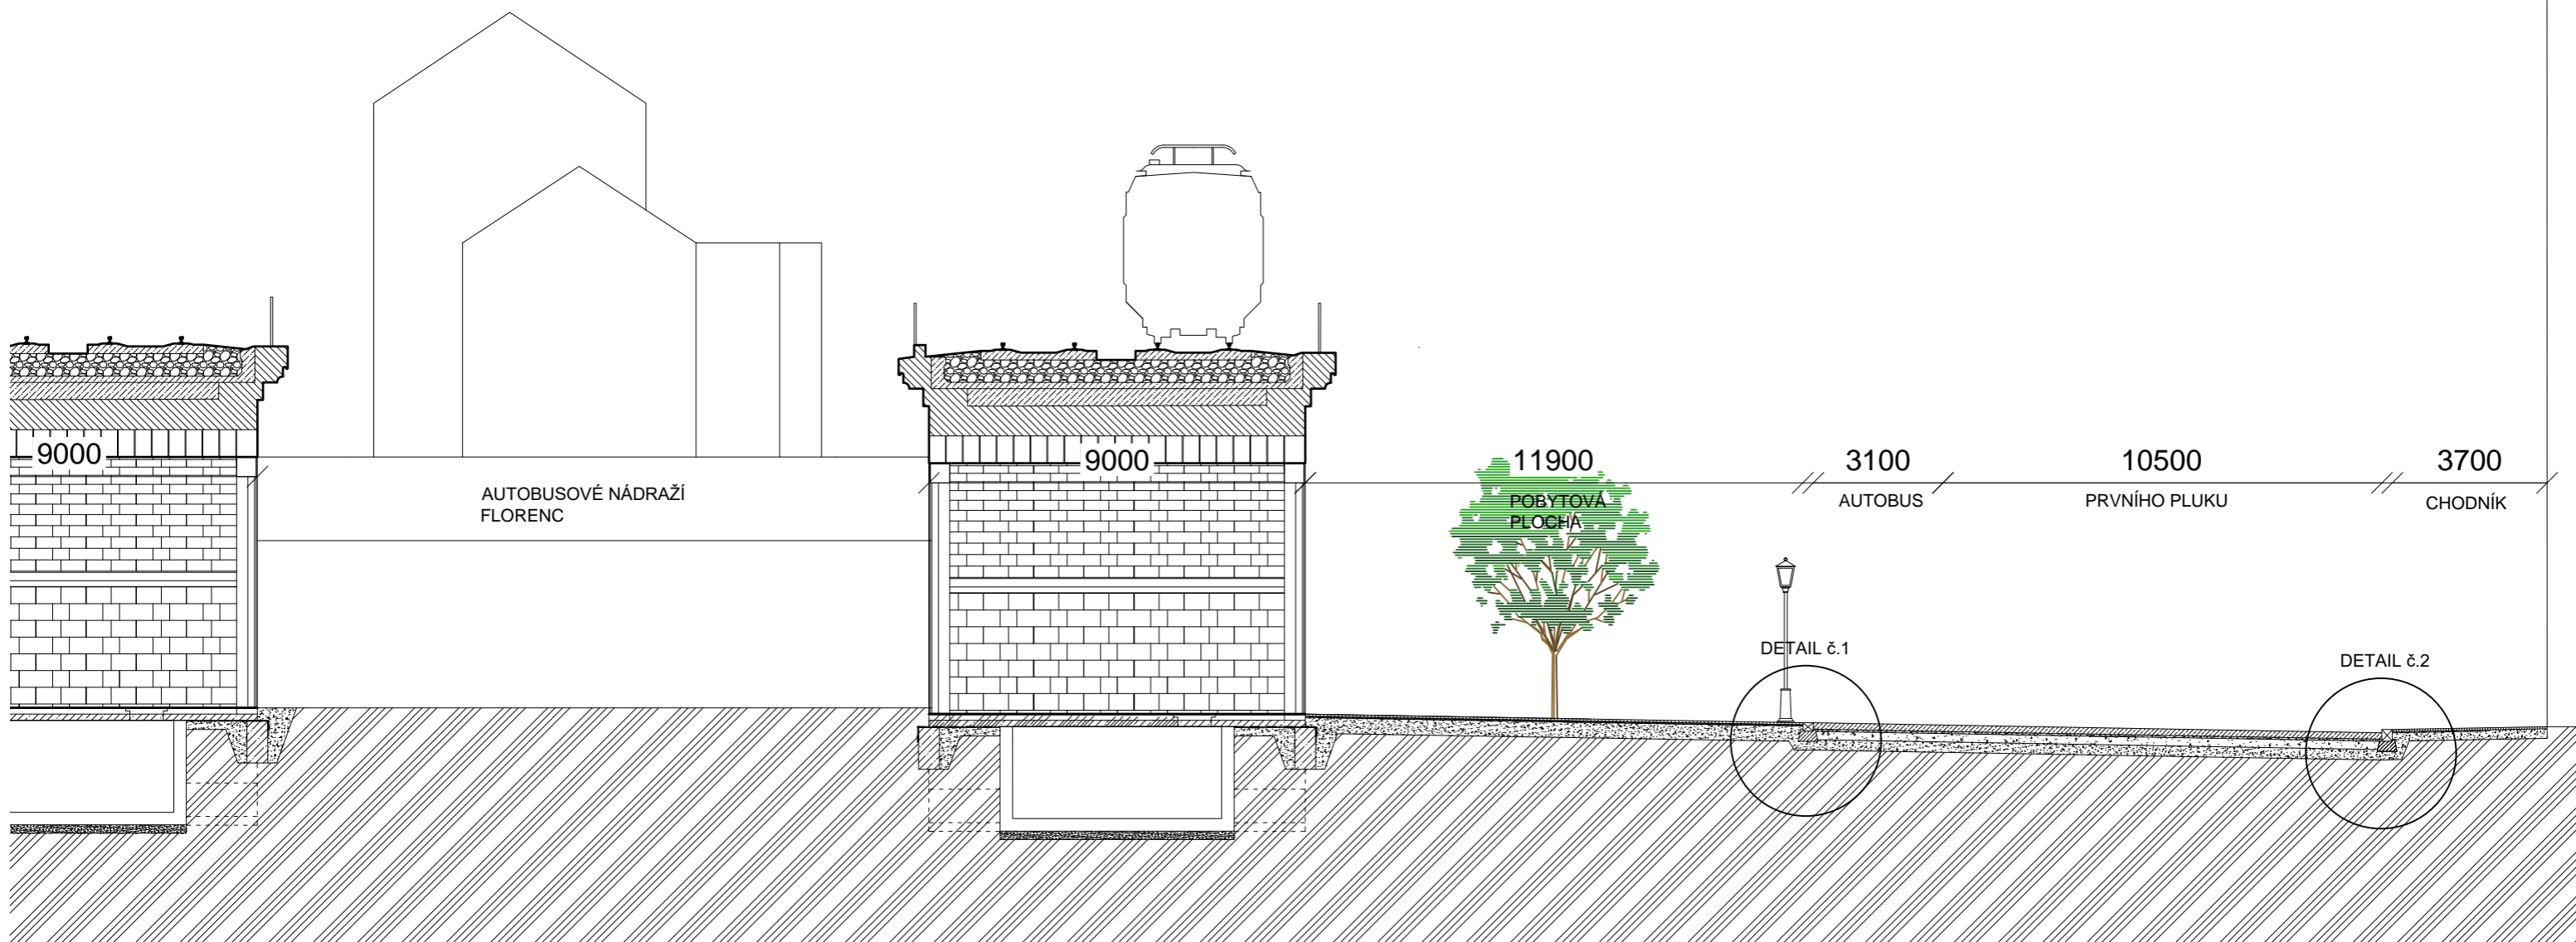 9000
AUTOBUSOVÉ NÁDRAŽÍ
FLORENC
9000
11900
POBYTOVÁ
PLOCHA
3100
AUTOBUS
10500
PRVNÍHO PLUKU
3700
CHODNÍK
DETAIL č.1
DETAIL č.2